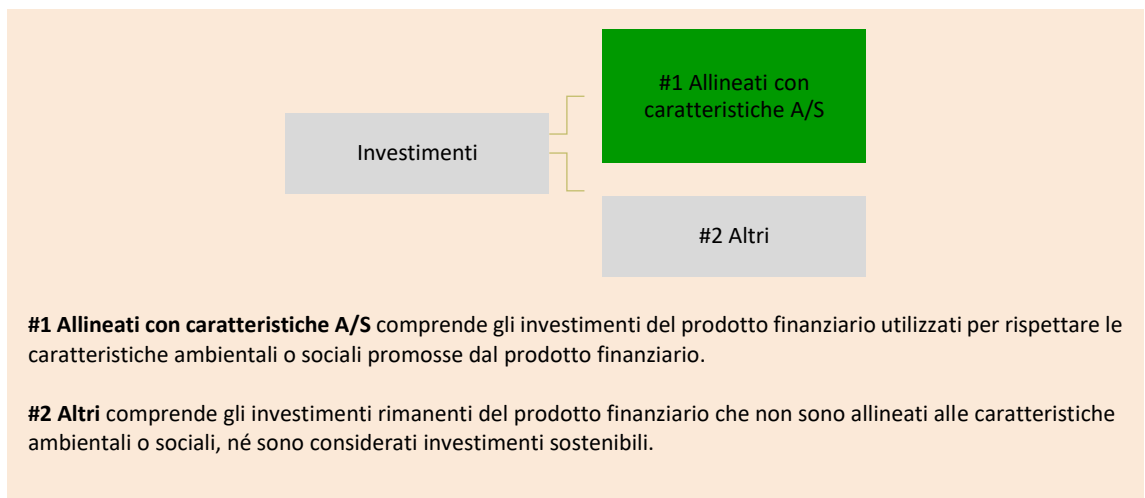 #1 Allineati con
caratteristiche A/S
Investimenti
#2 Altri
#1 Allineati con caratteristiche A/S comprende gli investimenti del prodotto finanziario utilizzati per rispettare le
caratteristiche ambientali o sociali promosse dal prodotto finanziario.
#2 Altri comprende gli investimenti rimanenti del prodotto finanziario che non sono allineati alle caratteristiche
ambientali o sociali, né sono considerati investimenti sostenibili.